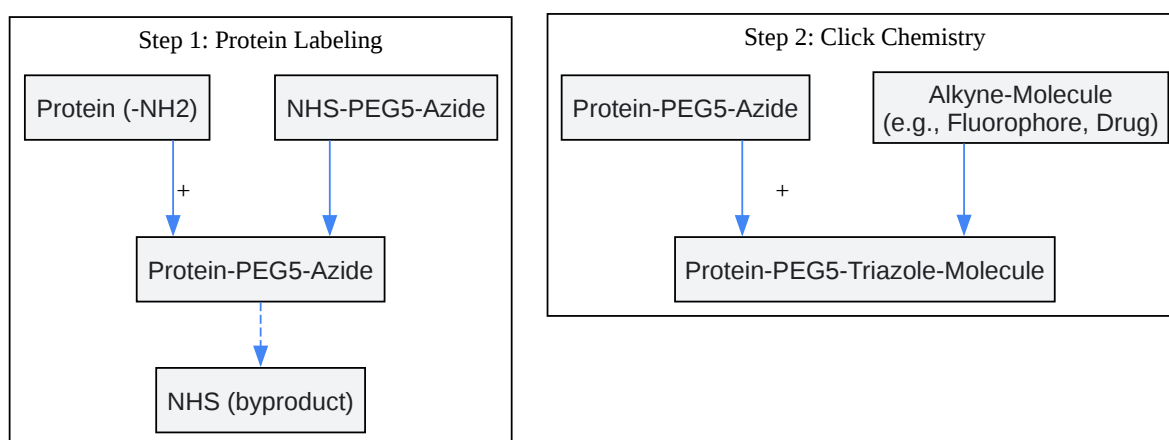 Step 1: Protein Labeling
Protein (-NH2)
NHS-PEG5-Azide
+
Protein-PEG5-Azide
NHS (byproduct)
Step 2: Click Chemistry
Protein-PEG5-Azide
Alkyne-Molecule
(e.g., Fluorophore, Drug)
+
Protein-PEG5-Triazole-Molecule